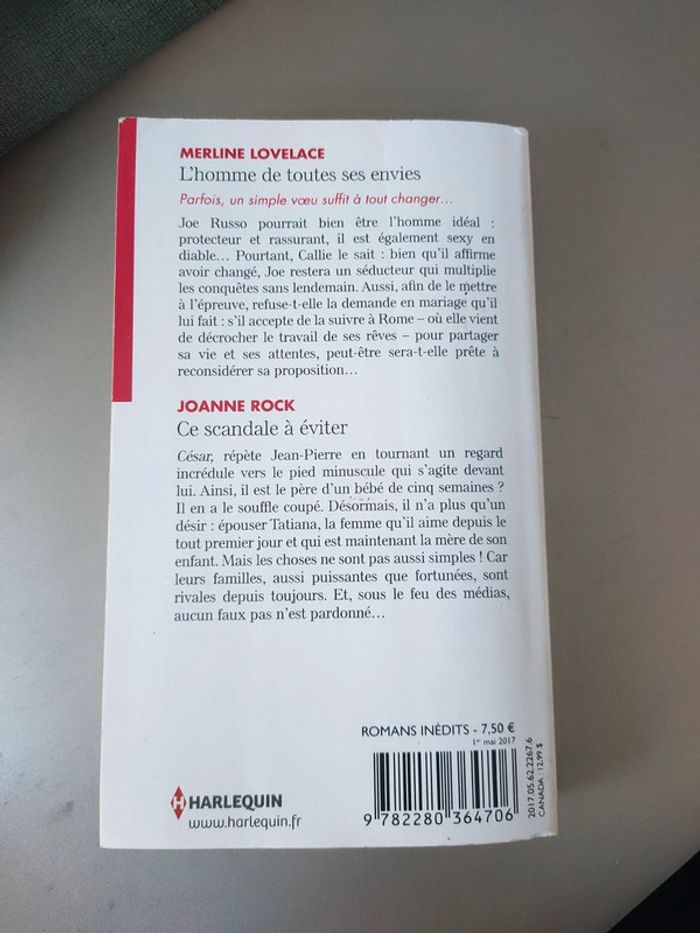 MERLINE LOVELACE
L'homme de toutes ses envies
Parfois, un simple vœu suffit à tout changer…
Joe Russo pourrait bien être l'homme idéal :
protecteur et rassurant, il est également sexy en
diable… Pourtant, Callie le sait : bien qu'il affirme
avoir changé, Joe restera un séducteur qui multiplie
les conquêtes sans lendemain. Aussi, afin de le mettre
à l'épreuve, refuse-t-elle la demande en mariage qu'il
lui fait : s'il accepte de la suivre à Rome – où elle vient
de décrocher le travail de ses rêves – pour partager
sa vie et ses attentes, peut-être sera-t-elle prête à
reconsidérer sa proposition…
JOANNE ROCK
Ce scandale à éviter
César, répète Jean-Pierre en tournant un regard
incrédule vers le pied minuscule qui s'agite devant
lui. Ainsi, il est le père d'un bébé de cinq semaines ?
Il en a le souffle coupé. Désormais, il n'a plus qu'un
désir : épouser Tatiana, la femme qu'il aime depuis le
tout premier jour et qui est maintenant la mère de son
enfant. Mais les choses ne sont pas aussi simples ! Car
leurs familles, aussi puissantes que fortunées, sont
rivales depuis toujours. Et, sous le feu des médias,
aucun faux pas n'est pardonné…
ROMANS INÉDITS - 7,50 €
1er mai 2017
2017.05.62.2267.6
CANADA : 12,99 $
H HARLEQUIN
www.harlequin.fr
9 782280 364706